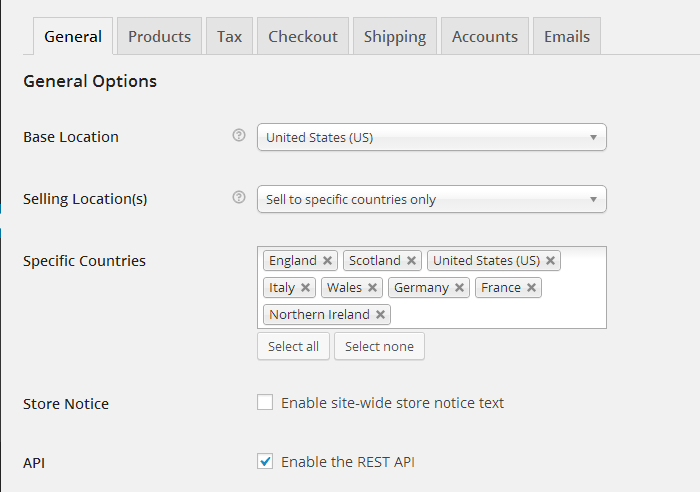 General Products Tax Checkout Shipping Accounts Emails
General Options
Base Location ? United States (US)
Selling Location(s) ? Sell to specific countries only
Specific Countries England × Scotland × United States (US) ×
Italy × Wales × Germany × France ×
Northern Ireland ×
Select all Select none
Store Notice Enable site-wide store notice text
API Enable the REST API